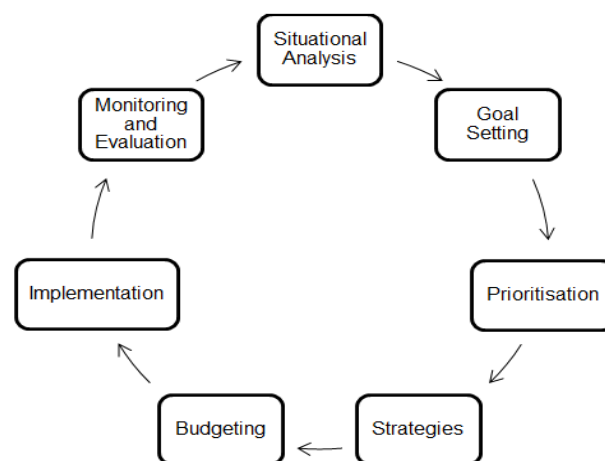 Situational
Analysis
Goal
Setting
Prioritisation
Strategies
Budgeting
Implementation
Monitoring
and
Evaluation